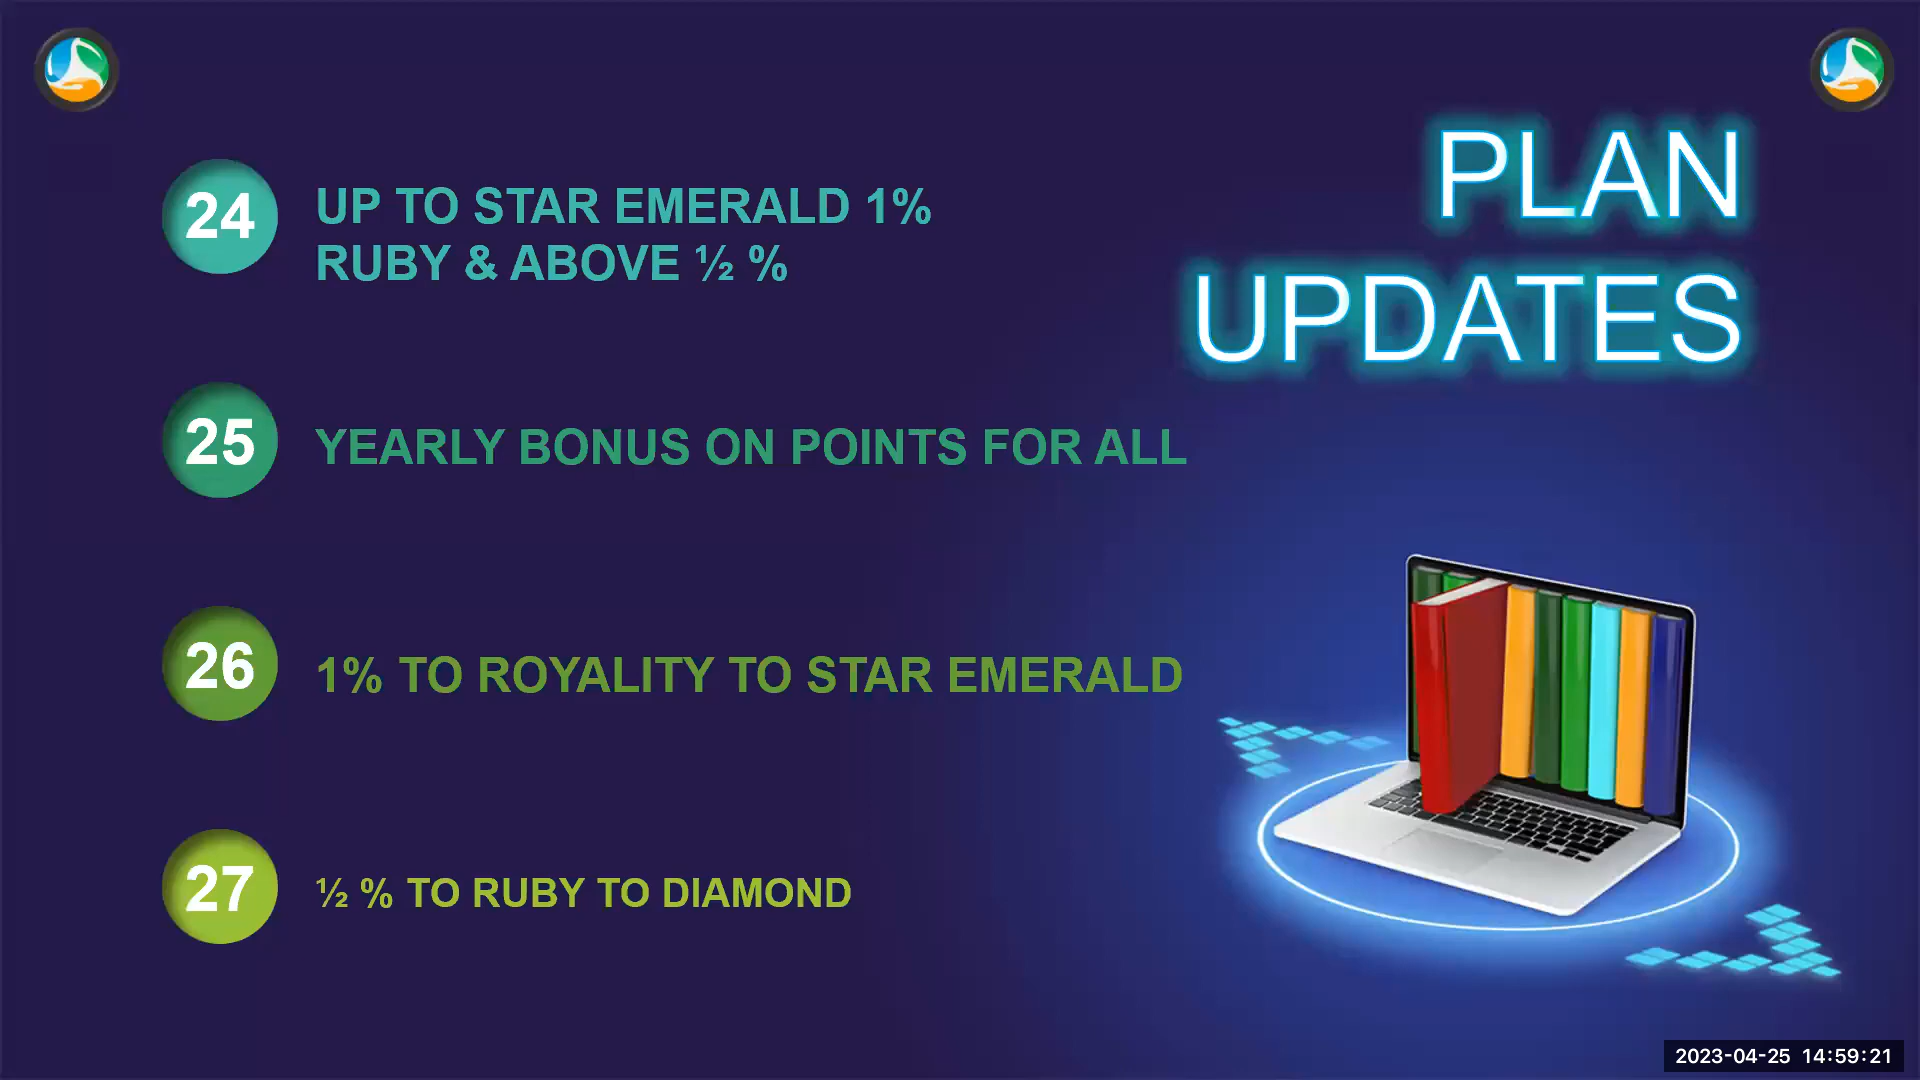 PLAN
UPDATES
24
UP TO STAR EMERALD 1%
RUBY & ABOVE ½ %
25
YEARLY BONUS ON POINTS FOR ALL
26
1% TO ROYALITY TO STAR EMERALD
27
½ % TO RUBY TO DIAMOND
2023-04-25 14:59:21